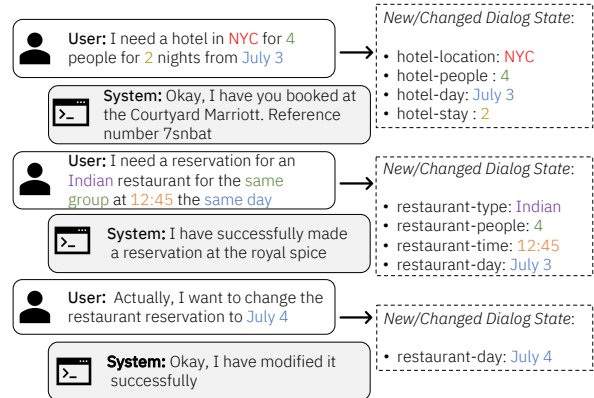 User: I need a hotel in NYC for 4
people for 2 nights from July 3
New/Changed Dialog State:
• hotel-location: NYC
• hotel-people : 4
• hotel-day: July 3
• hotel-stay : 2
>_
System: Okay, I have you booked at
the Courtyard Marriott. Reference
number 7snbat
User: I need a reservation for an
Indian restaurant for the same
group at 12:45 the same day
New/Changed Dialog State:
• restaurant-type: Indian
• restaurant-people: 4
• restaurant-time: 12:45
• restaurant-day: July 3
>_
System: I have successfully made
a reservation at the royal spice
User: Actually, I want to change the
restaurant reservation to July 4
New/Changed Dialog State:
• restaurant-day: July 4
>_
System: Okay, I have modified it
successfully